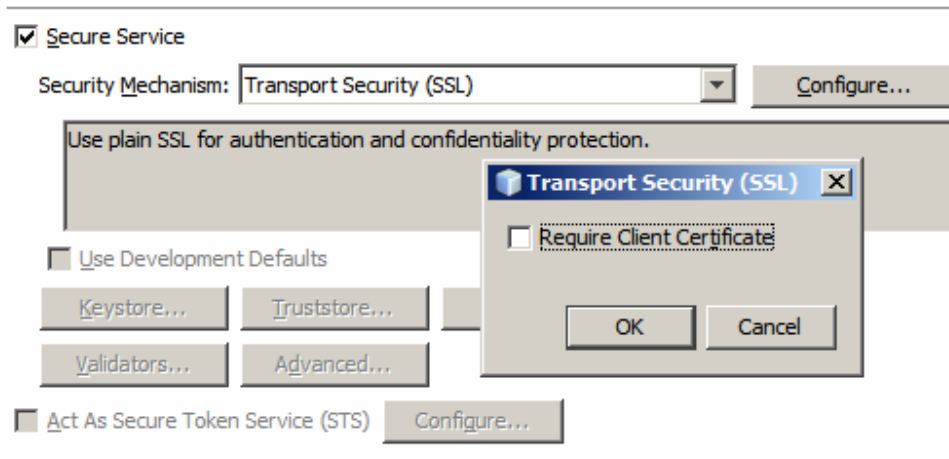 Secure Service
Security Mechanism: Transport Security (SSL) Configure...
Use plain SSL for authentication and confidentiality protection.
Transport Security (SSL)
Require Client Certificate
OK Cancel
Use Development Defaults
Keystore... Truststore...
Validators... Advanced...
Act As Secure Token Service (STS) Configure...